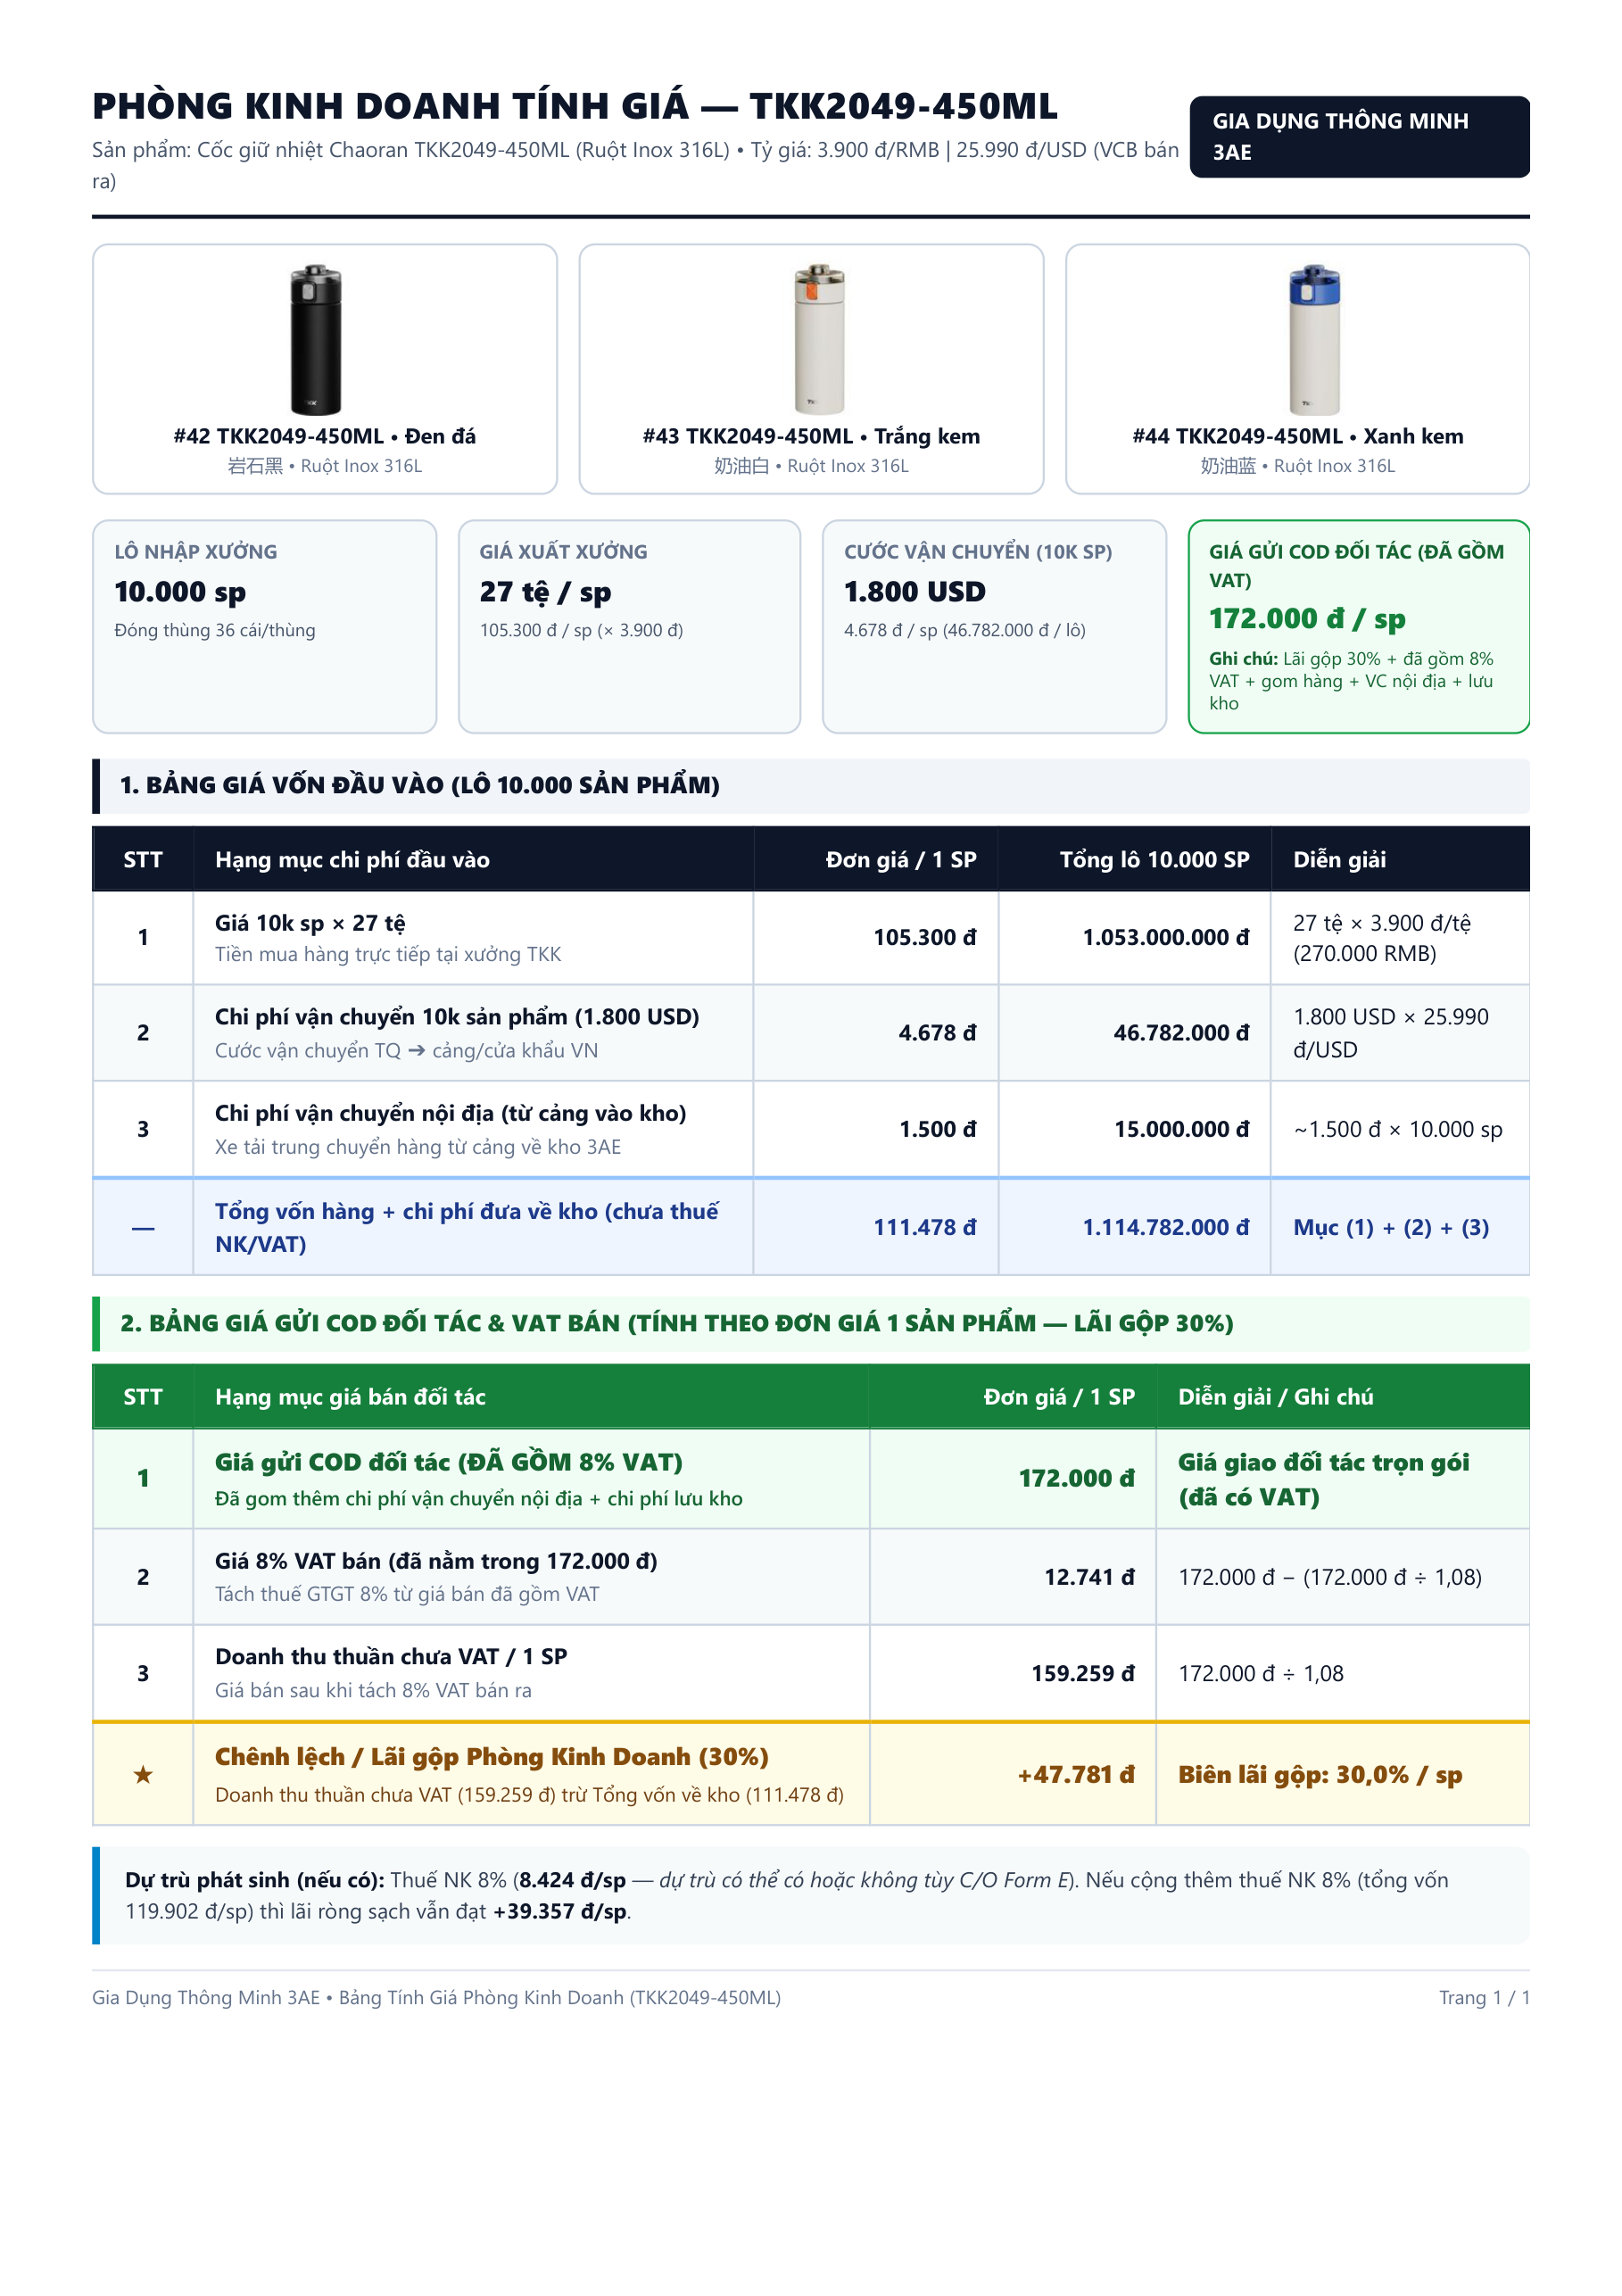 PHÒNG KINH DOANH TÍNH GIÁ — TKK2049-450ML
Sản phẩm: Cốc giữ nhiệt Chaoran TKK2049-450ML (Ruột Inox 316L) • Tỷ giá: 3.900 đ/RMB | 25.990 đ/USD (VCB bán
ra)
GIA DỤNG THÔNG MINH
3AE
TKK
#42 TKK2049-450ML • Đen đá
岩石黑 • Ruột Inox 316L
#43 TKK2049-450ML • Trắng kem
奶油白 • Ruột Inox 316L
#44 TKK2049-450ML • Xanh kem
奶油蓝 • Ruột Inox 316L
LÔ NHẬP XƯỞNG
10.000 sp
Đóng thùng 36 cái/thùng
GIÁ XUẤT XƯỞNG
27 tệ / sp
105.300 đ / sp (× 3.900 đ)
CƯỚC VẬN CHUYỂN (10K SP)
1.800 USD
4.678 đ / sp (46.782.000 đ / lô)
GIÁ GỬI COD ĐỐI TÁC (ĐÃ GỒM
VAT)
172.000 đ / sp
Ghi chú: Lãi gộp 30% + đã gồm 8%
VAT + gom hàng + VC nội địa + lưu
kho
1. BẢNG GIÁ VỐN ĐẦU VÀO (LÔ 10.000 SẢN PHẨM)
STT Hạng mục chi phí đầu vào Đơn giá / 1 SP Tổng lô 10.000 SP Diễn giải
1 Giá 10k sp × 27 tệ 105.300 đ 1.053.000.000 đ 27 tệ × 3.900 đ/tệ
Tiền mua hàng trực tiếp tại xưởng TKK (270.000 RMB)
2 Chi phí vận chuyển 10k sản phẩm (1.800 USD) 4.678 đ 46.782.000 đ 1.800 USD × 25.990
Cước vận chuyển TQ ➔ cảng/cửa khẩu VN đ/USD
3 Chi phí vận chuyển nội địa (từ cảng vào kho) 1.500 đ 15.000.000 đ ~1.500 đ × 10.000 sp
Xe tải trung chuyển hàng từ cảng về kho 3AE
— Tổng vốn hàng + chi phí đưa về kho (chưa thuế 111.478 đ 1.114.782.000 đ Mục (1) + (2) + (3)
NK/VAT)
2. BẢNG GIÁ GỬI COD ĐỐI TÁC & VAT BÁN (TÍNH THEO ĐƠN GIÁ 1 SẢN PHẨM — LÃI GỘP 30%)
STT Hạng mục giá bán đối tác Đơn giá / 1 SP Diễn giải / Ghi chú
1 Giá gửi COD đối tác (ĐÃ GỒM 8% VAT) 172.000 đ Giá giao đối tác trọn gói
Đã gom thêm chi phí vận chuyển nội địa + chi phí lưu kho (đã có VAT)
2 Giá 8% VAT bán (đã nằm trong 172.000 đ) 12.741 đ 172.000 đ − (172.000 đ ÷ 1,08)
Tách thuế GTGT 8% từ giá bán đã gồm VAT
3 Doanh thu thuần chưa VAT / 1 SP 159.259 đ 172.000 đ ÷ 1,08
Giá bán sau khi tách 8% VAT bán ra
★ Chênh lệch / Lãi gộp Phòng Kinh Doanh (30%) +47.781 đ Biên lãi gộp: 30,0% / sp
Doanh thu thuần chưa VAT (159.259 đ) trừ Tổng vốn về kho (111.478 đ)
Dự trù phát sinh (nếu có): Thuế NK 8% (8.424 đ/sp — dự trù có thể có hoặc không tùy C/O Form E). Nếu cộng thêm thuế NK 8% (tổng vốn
119.902 đ/sp) thì lãi ròng sạch vẫn đạt +39.357 đ/sp.
Gia Dụng Thông Minh 3AE • Bảng Tính Giá Phòng Kinh Doanh (TKK2049-450ML) Trang 1 / 1